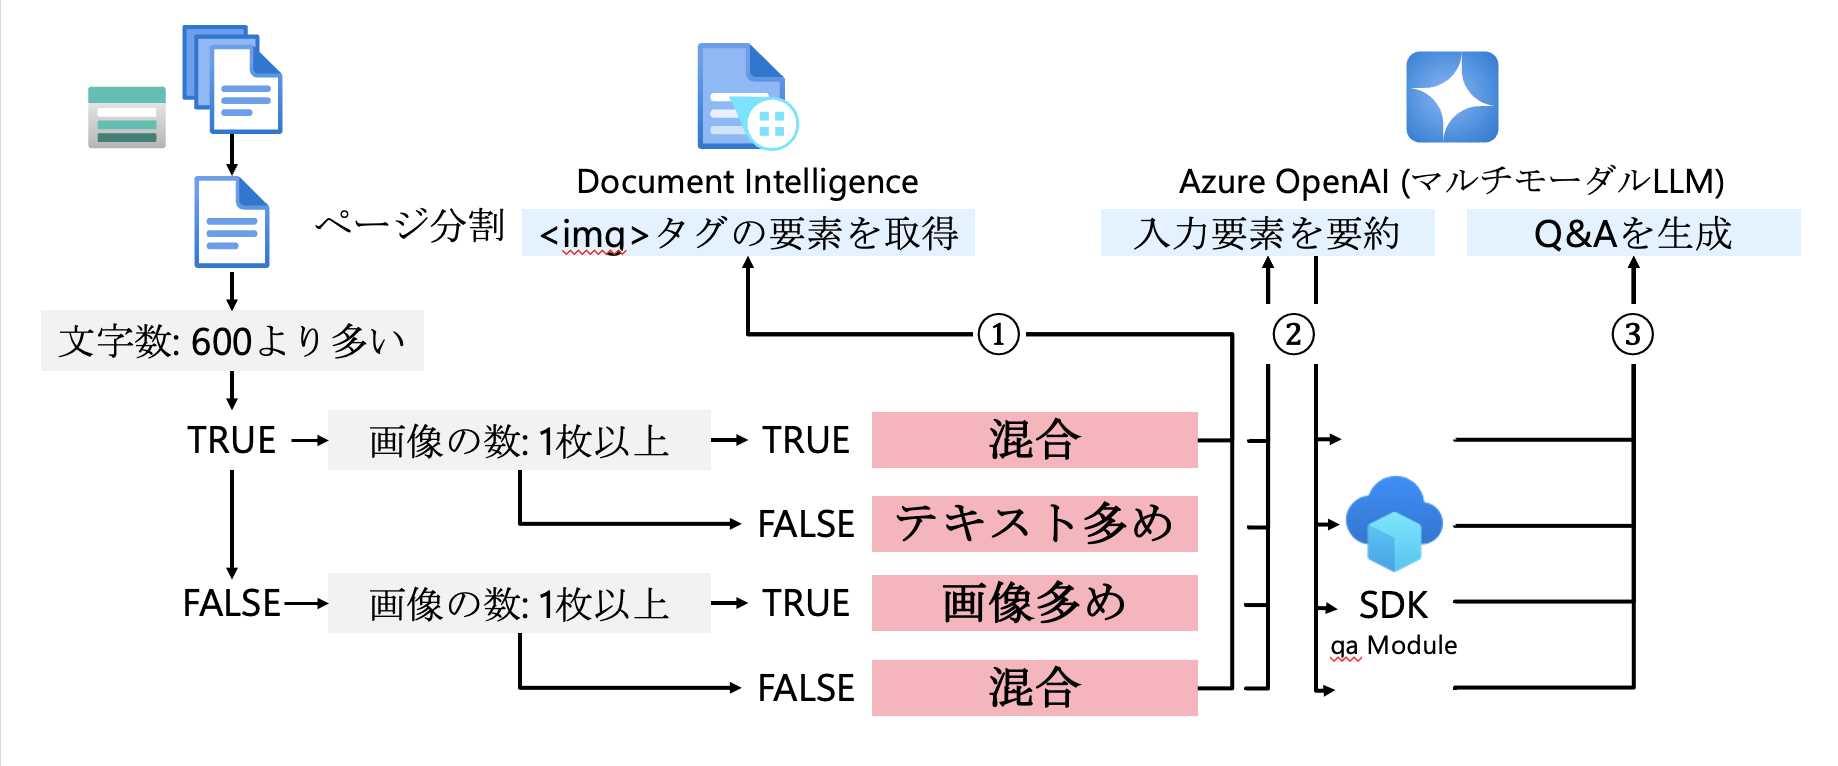 Document Intelligence
Azure OpenAI (マルチモーダルLLM)
ページ分割
<img>タグの要素を取得
入力要素を要約
Q&Aを生成
文字数: 600より多い
①
②
③
TRUE
画像の数: 1枚以上
TRUE
混合
FALSE
テキスト多め
FALSE
画像の数: 1枚以上
TRUE
画像多め
SDK
qa Module
FALSE
混合